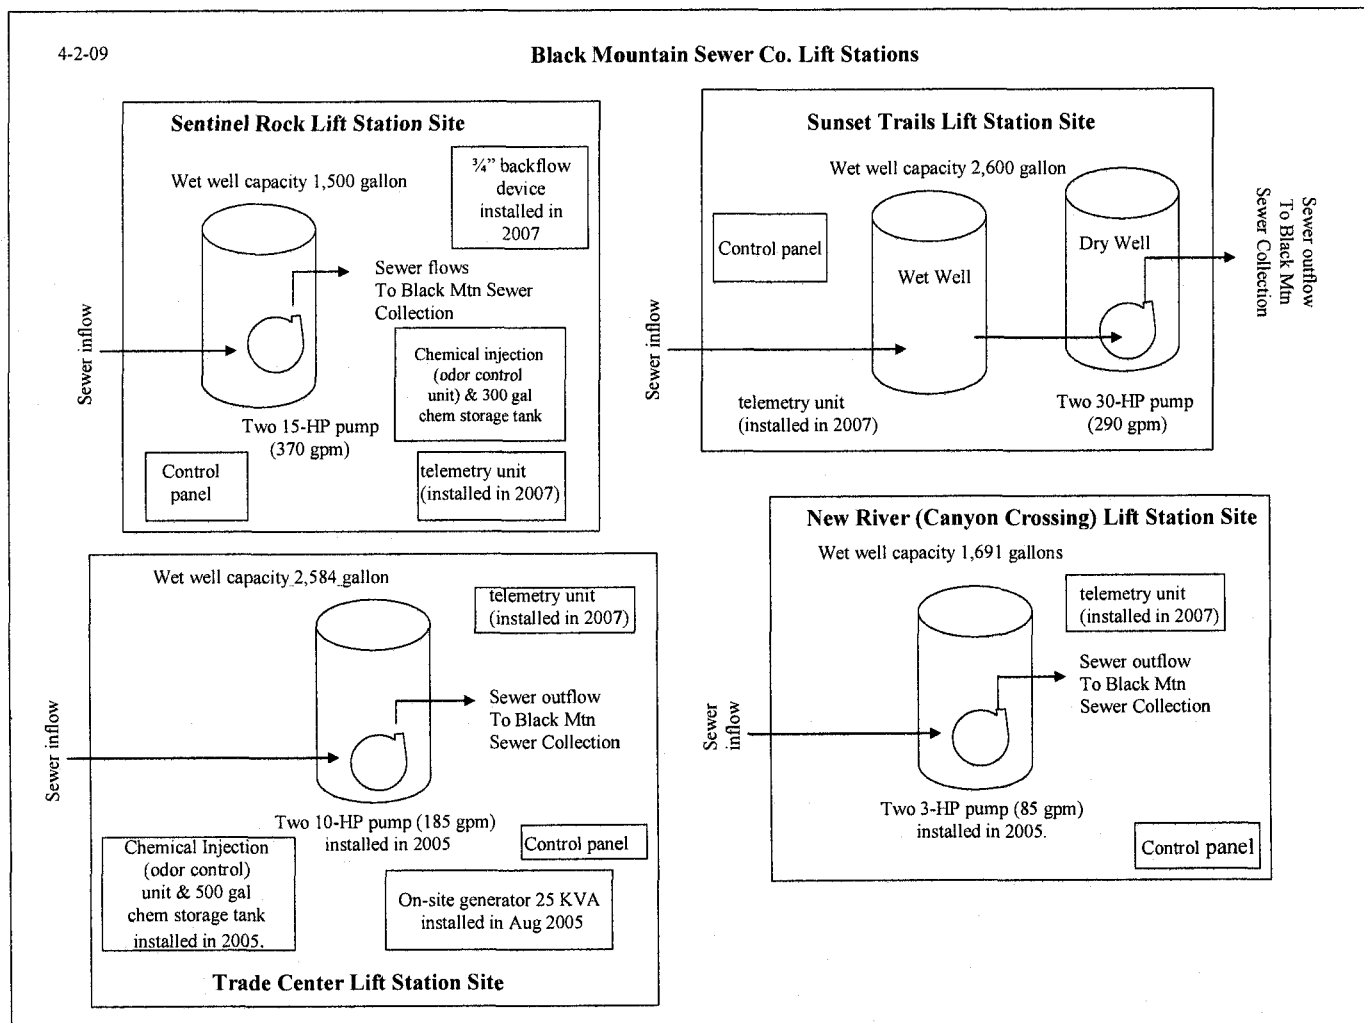 4-2-09
Black Mountain Sewer Co. Lift Stations
Sentinel Rock Lift Station Site
Wet well capacity 1,500 gallon
¾” backflow
device
installed in
2007
Sewer flows
To Black Mtn Sewer
Collection
Sewer inflow
Chemical injection
(odor control
unit) & 300 gal
chem storage tank
Two 15-HP pump
(370 gpm)
Control
panel
telemetry unit
(installed in 2007)
Sunset Trails Lift Station Site
Wet well capacity 2,600 gallon
Control panel
Wet Well
Dry Well
Sewer outflow
To Black Mtn
Sewer Collection
Sewer inflow
telemetry unit
(installed in 2007)
Two 30-HP pump
(290 gpm)
Wet well capacity 2,584 gallon
telemetry unit
(installed in 2007)
Sewer outflow
To Black Mtn
Sewer Collection
Sewer inflow
Two 10-HP pump (185 gpm)
installed in 2005
Control panel
Chemical Injection
(odor control)
unit & 500 gal
chem storage tank
installed in 2005.
On-site generator 25 KVA
installed in Aug 2005
Trade Center Lift Station Site
New River (Canyon Crossing) Lift Station Site
Wet well capacity 1,691 gallons
telemetry unit
(installed in 2007)
Sewer outflow
To Black Mtn
Sewer Collection
Sewer
inflow
Two 3-HP pump (85 gpm)
installed in 2005.
Control panel